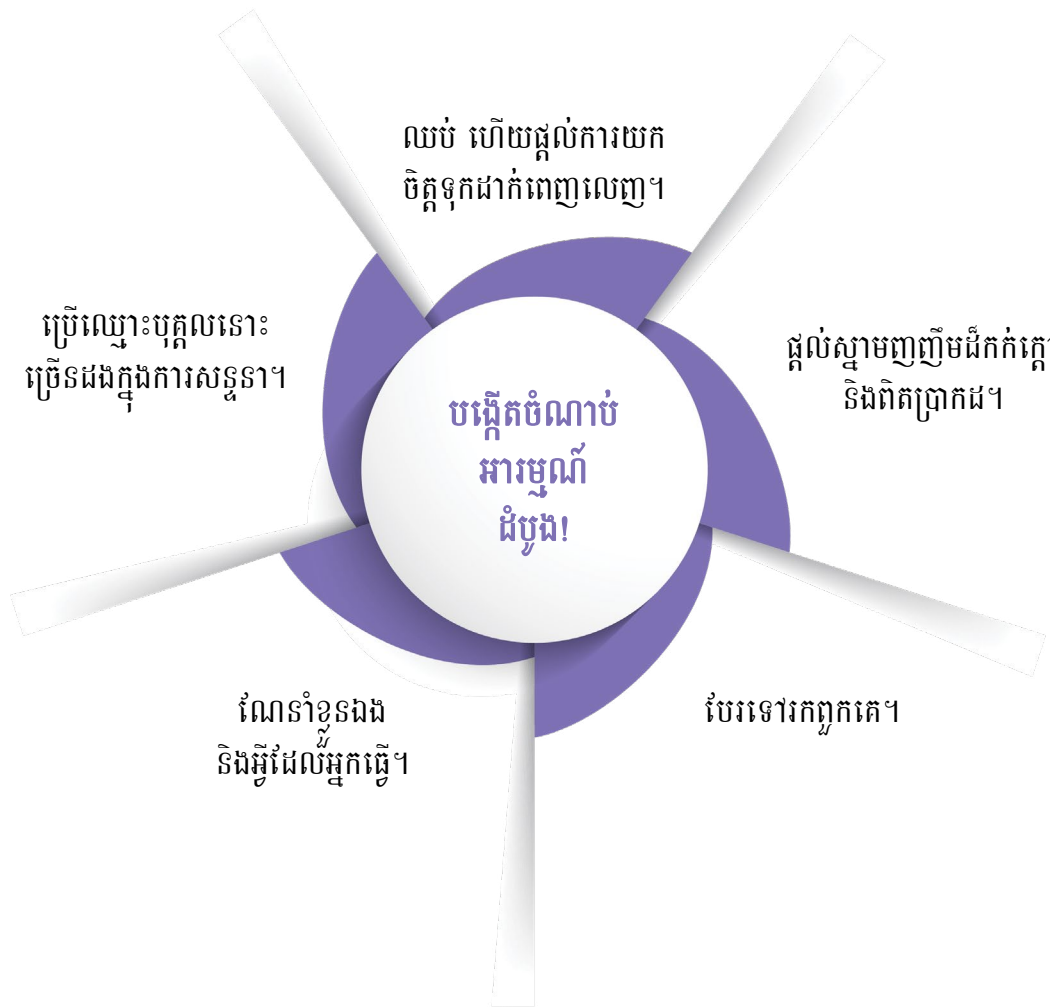 ឈប់ ហើយផ្តល់ការយក
ចិត្តទុកដាក់ពេញលេញ។
ផ្តល់ស្នាមញញឹមដ៏
និងពិតប្រាកដ។
បែរទៅរកពួកគេ។
ណែនាំខ្លួនឯង
និងអ្វីដែលអ្នកធ្វើ។
ប្រើឈ្មោះបុគ្គលនោះ
ច្រើនដងក្នុងការសន្ទនា។
បង្កើតចំណាប់
អារម្មណ៍
ដំបូង!